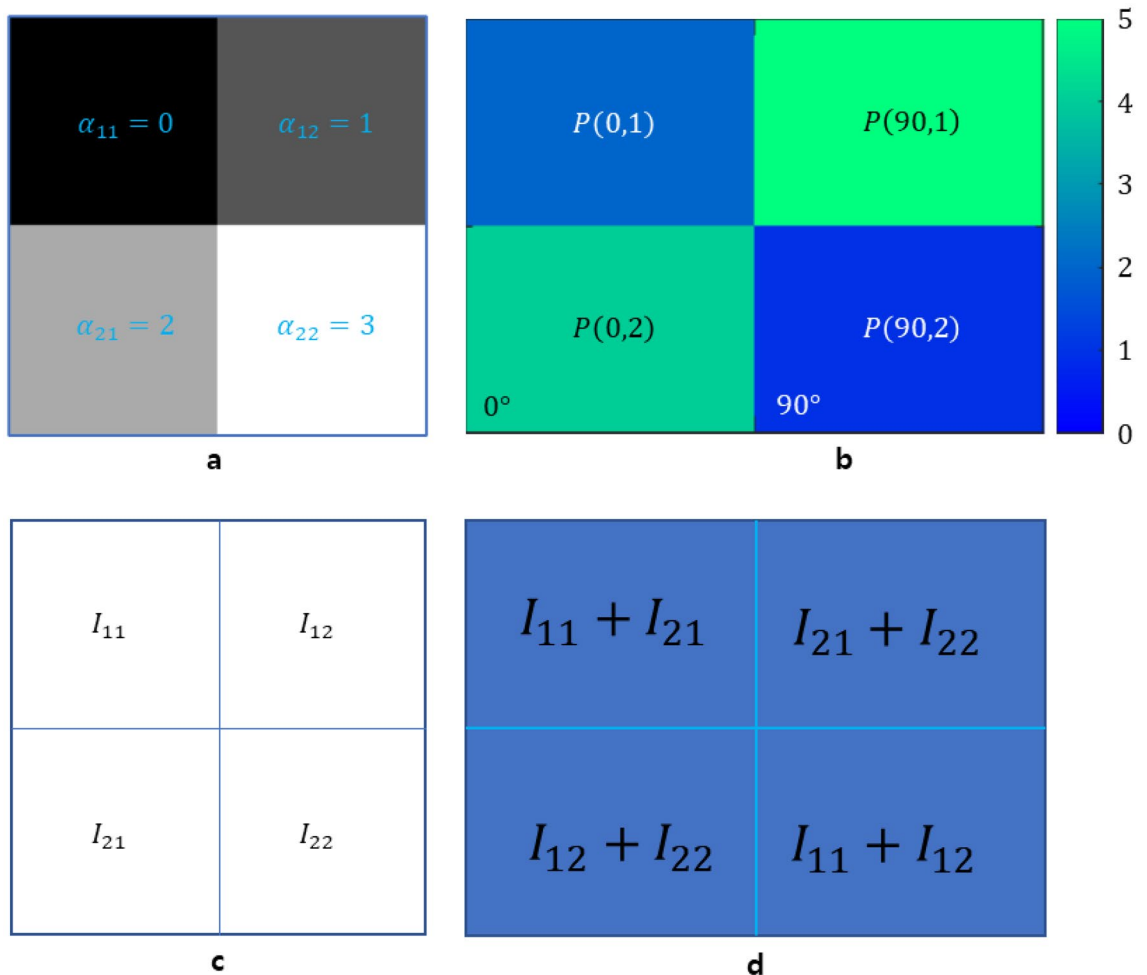 α₁₁ = 0
α₁₂ = 1
α₂₁ = 2
α₂₂ = 3
a
P(0,1)
P(90,1)
P(0,2)
P(90,2)
0°
90°
5
4
3
2
1
0
b
I₁₁
I₁₂
I₂₁
I₂₂
c
I₁₁ + I₂₁
I₂₁ + I₂₂
I₁₂ + I₂₂
I₁₁ + I₁₂
d